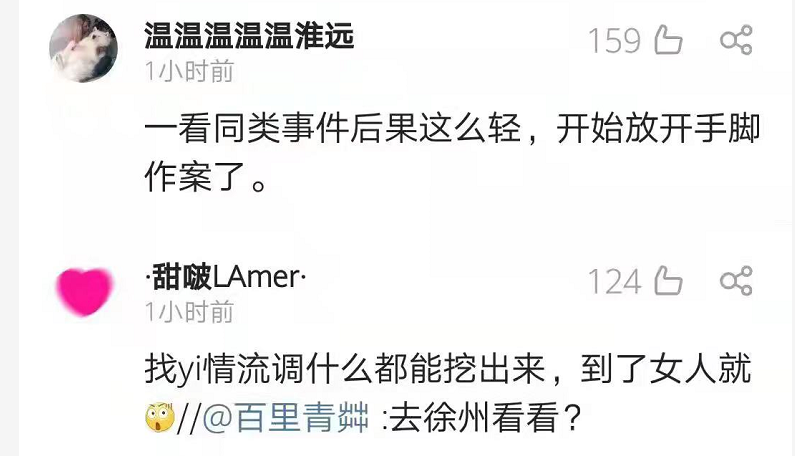 温温温温温淮远
159
1小时前
一看同类事件后果这么轻，开始放开手脚
作案了。
·甜啵LAmer·
124
1小时前
找yi情流调什么都能挖出来，到了女人就
//@百里青茻 :去徐州看看？